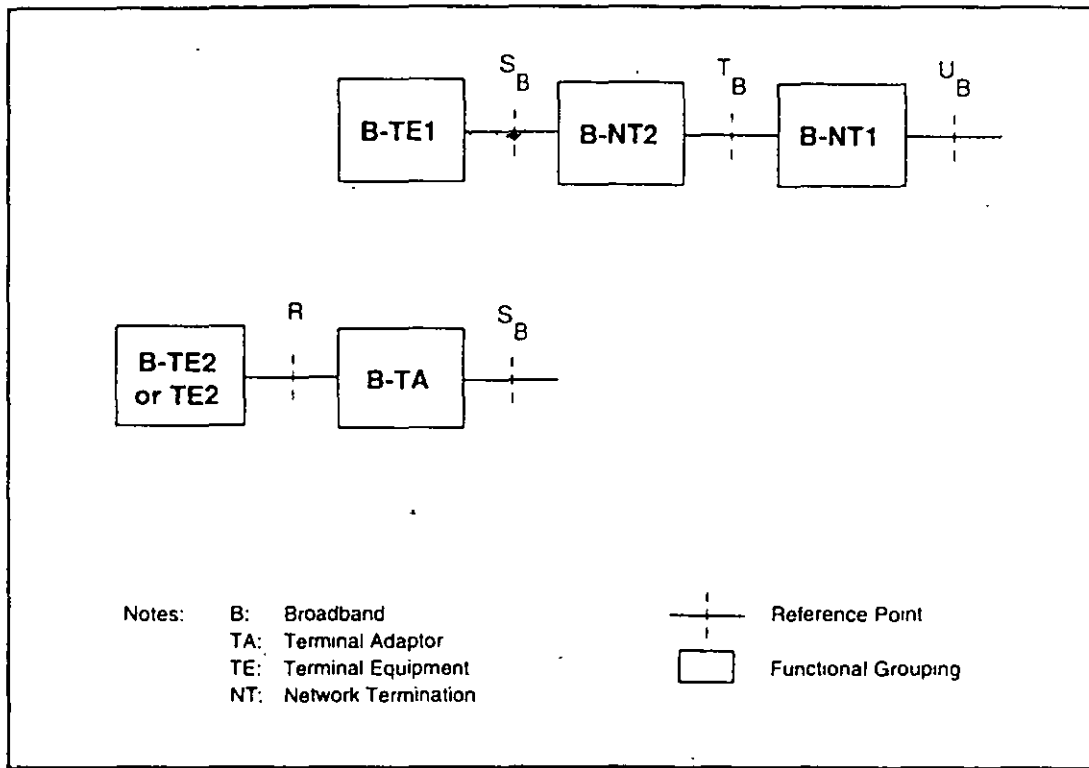 S_B T_B U_B
B-TE1 B-NT2 B-NT1
R S_B
B-TE2
or TE2
B-TA
Notes: B: Broadband
TA: Terminal Adaptor
TE: Terminal Equipment
NT: Network Termination
Reference Point
Functional Grouping